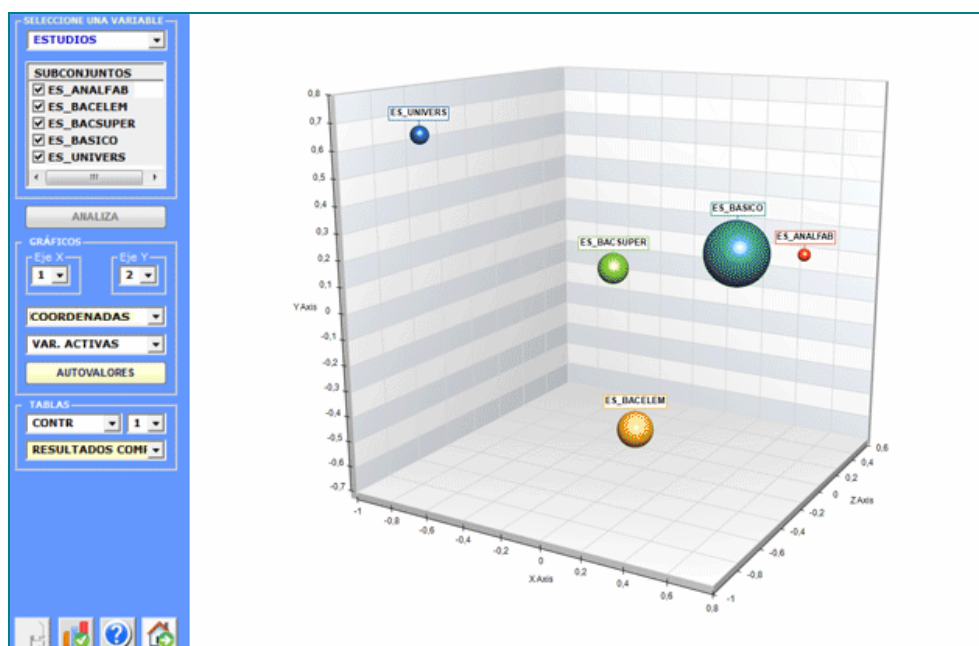 SELECCIONE UNA VARIABLE
ESTUDIOS
SUBCONJUNTOS
ES_ANALFAB
ES_BACELEM
ES_BACSUPER
ES_BASICO
ES_UNIVERS
ANALIZA
GRÁFICOS
Eje X Eje Y
1 2
COORDENADAS
VAR. ACTIVAS
AUTOVALORES
TABLAS
CONTR 1
RESULTADOS COMF
ES_UNIVERS
ES_BASICO
ES_ANALFAB
ES_BACSUPER
ES_BACELEM
0,8
0,7
0,6
0,5
0,4
0,3
0,2
0,1
Y Axis 0
-0,1
-0,2
-0,3
-0,4
-0,5
-0,6
-0,7
-1 -0,8 -0,6 -0,4 -0,2 0 0,2 0,4 0,6 0,8
X Axis
0,6
0,4
0,2
0
-0,2
-0,4
-0,6
-0,8
-1
Z Axis